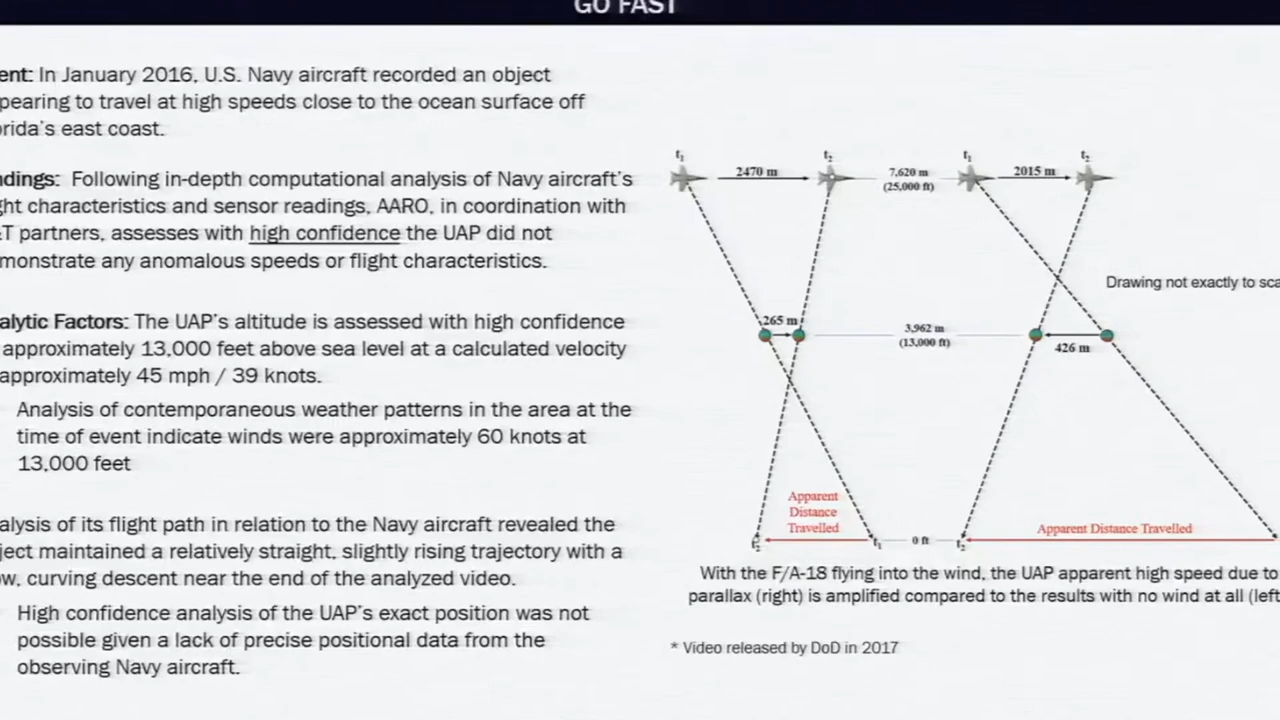 GO FAST
ent: In January 2016, U.S. Navy aircraft recorded an object
pearing to travel at high speeds close to the ocean surface off
rida's east coast.
ndings: Following in-depth computational analysis of Navy aircraft's
ght characteristics and sensor readings, AARO, in coordination with
&T partners, assesses with high confidence the UAP did not
monstrate any anomalous speeds or flight characteristics.
alytic Factors: The UAP's altitude is assessed with high confidence
approximately 13,000 feet above sea level at a calculated velocity
approximately 45 mph / 39 knots.
Analysis of contemporaneous weather patterns in the area at the
time of event indicate winds were approximately 60 knots at
13,000 feet
alysis of its flight path in relation to the Navy aircraft revealed the
ject maintained a relatively straight, slightly rising trajectory with a
w, curving descent near the end of the analyzed video.
High confidence analysis of the UAP's exact position was not
possible given a lack of precise positional data from the
observing Navy aircraft.
t1 t2 t1 t2
2470 m 7,620 m 2015 m
(25,000 ft)
Drawing not exactly to sca
265 m 3,962 m
(13,000 ft) 426 m
Apparent
Distance
Travelled
Apparent Distance Travelled
t2 t1 0 ft t2
With the F/A-18 flying into the wind, the UAP apparent high speed due to
parallax (right) is amplified compared to the results with no wind at all (left
* Video released by DoD in 2017